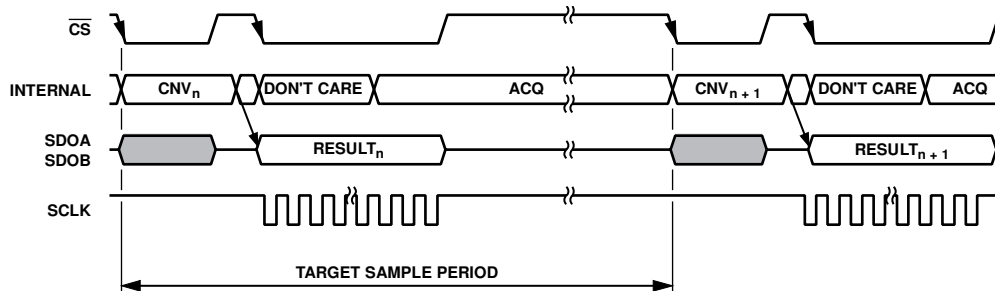 CS
INTERNAL
CNVn
DON'T CARE
ACQ
CNVn + 1
DON'T CARE
ACQ
SDOA
SDOB
RESULTn
RESULTn + 1
SCLK
TARGET SAMPLE PERIOD